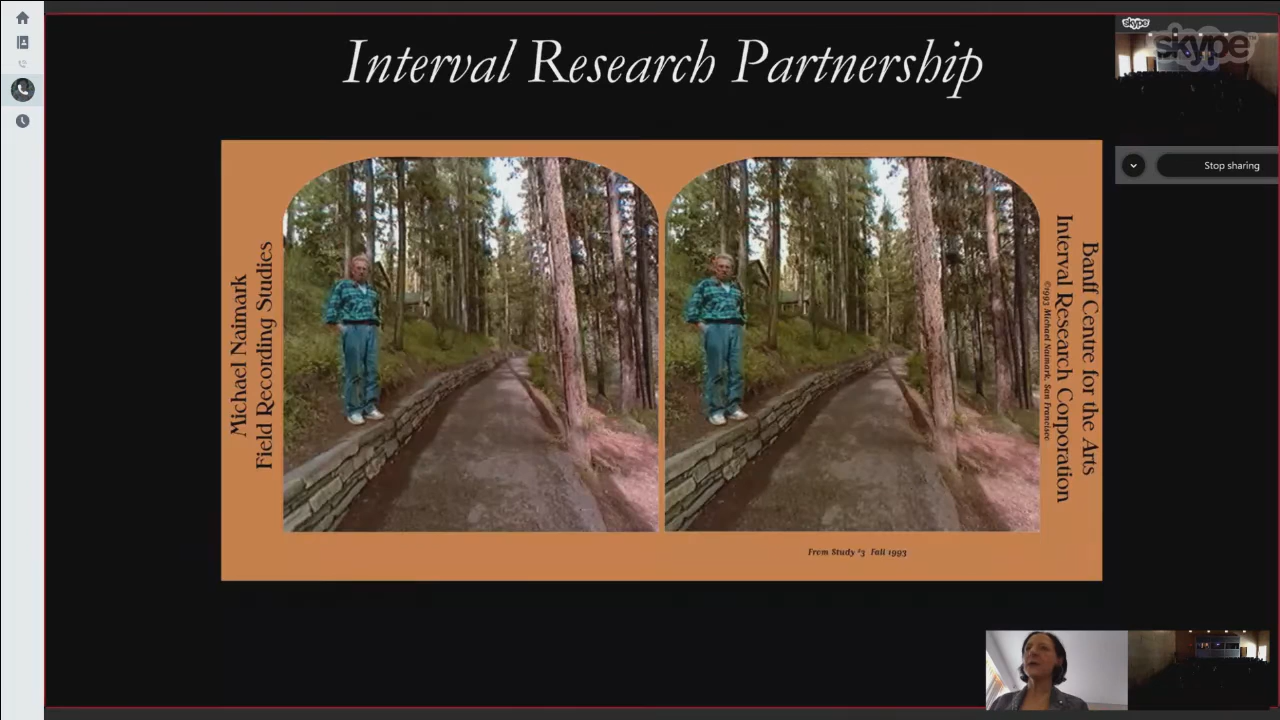 Interval Research Partnership
skype
skype
Stop sharing
Michael Naimark
Field Recording Studies
Banff Centre for the Arts
Interval Research Corporation
©1993 Michael Naimark, San Francisco
From Study #3 Fall 1993